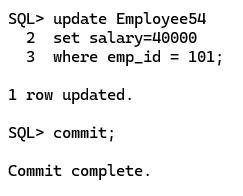 SQL> update Employee54
  2  set salary=40000
  3  where emp_id = 101;
1 row updated.
SQL> commit;
Commit complete.